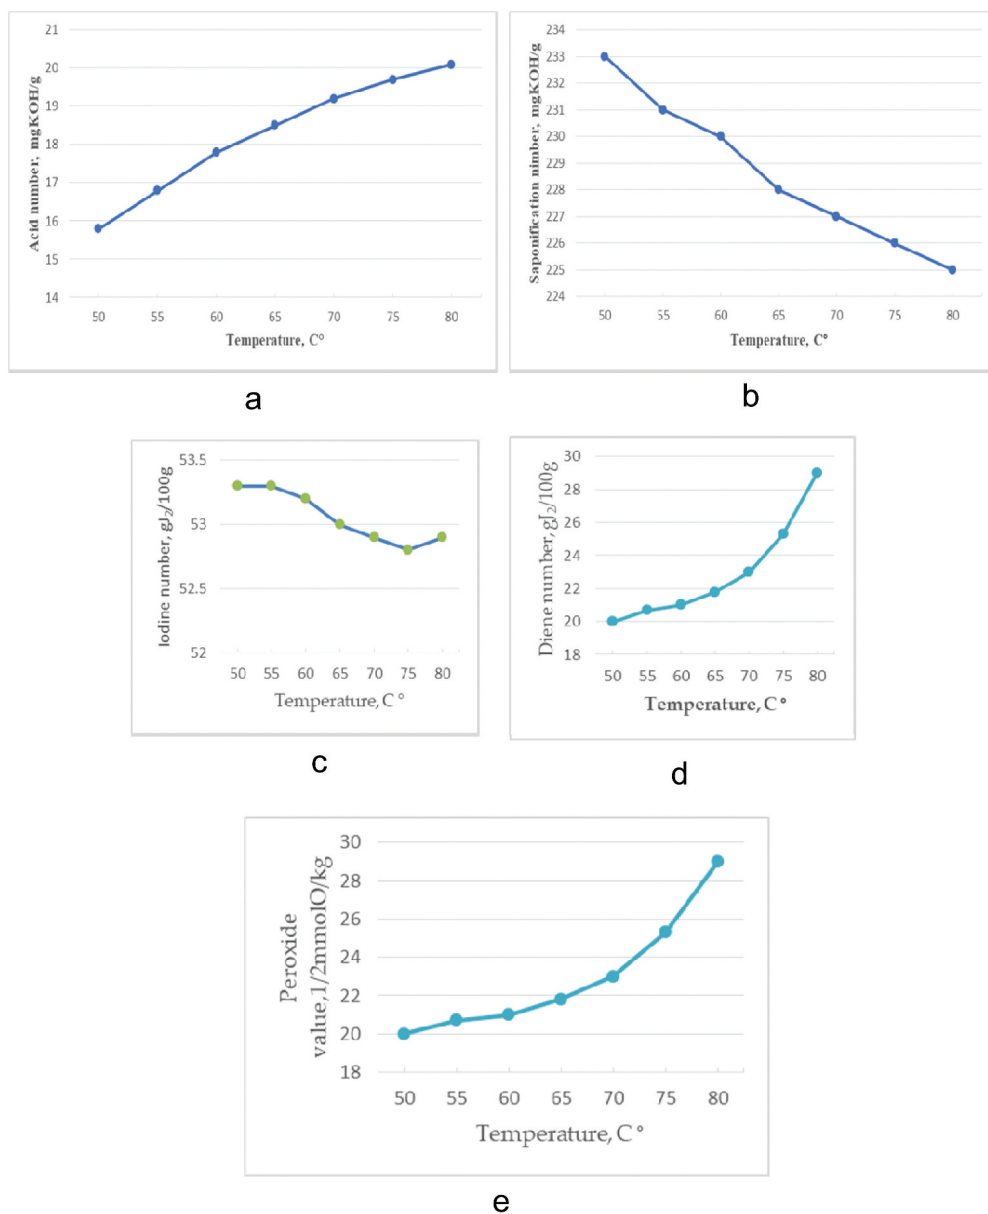 21
20
19
18
17
16
15
14
Acid number, mgKOH/g
50 55 60 65 70 75 80
Temperature, C°
a
234
233
232
231
230
229
228
227
226
225
224
Saponification nimber, mgKOH/g
50 55 60 65 70 75 80
Temperature, C°
b
53.5
53
52.5
52
Iodine number, gJ₂/100g
50 55 60 65 70 75 80
Temperature, C°
c
30
28
26
24
22
20
18
Diene number, gJ₂/100g
50 55 60 65 70 75 80
Temperature, C°
d
30
28
26
24
22
20
18
Peroxide
value,1/2mmolO/kg
50 55 60 65 70 75 80
Temperature, C°
e